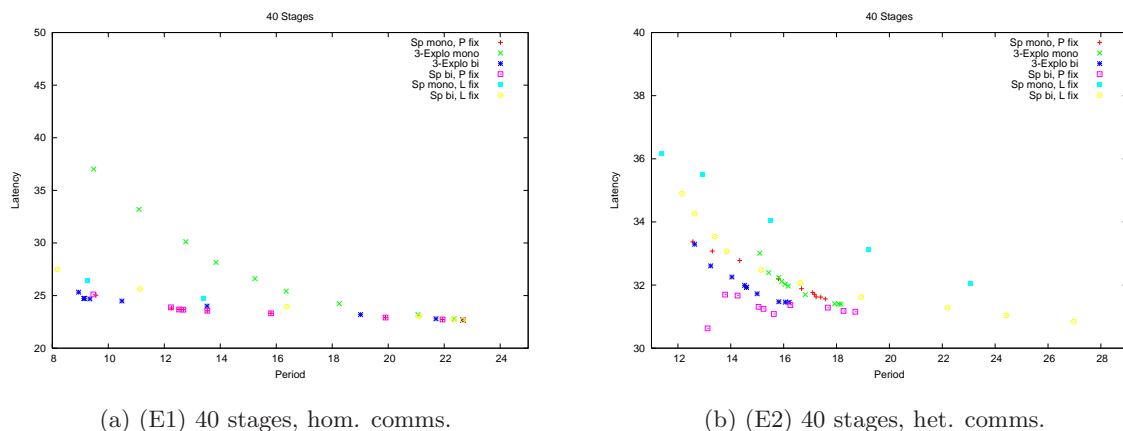 40 Stages
50
45
40
35
30
25
20
Latency
8
10
12
14
16
18
20
22
24
Period
Sp mono, P fix
3-Explo mono
3-Explo bi
Sp bi, P fix
Sp mono, L fix
Sp bi, L fix
(a) (E1) 40 stages, hom. comms.
40 Stages
40
38
36
34
32
30
Latency
12
14
16
18
20
22
24
26
28
Period
Sp mono, P fix
3-Explo mono
3-Explo bi
Sp bi, P fix
Sp mono, L fix
Sp bi, L fix
(b) (E2) 40 stages, het. comms.